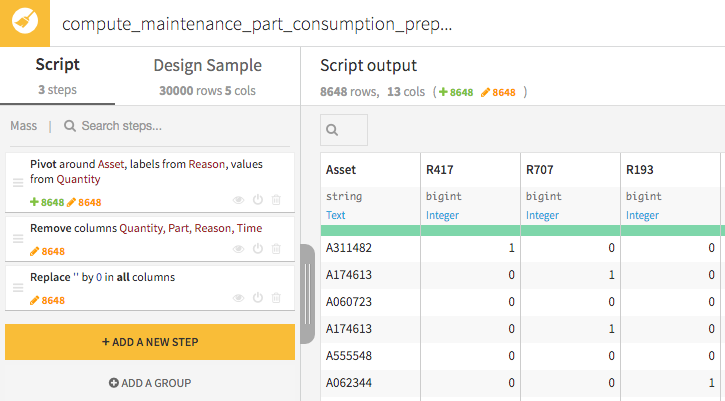 compute_maintenance_part_consumption_prep...
Script
3 steps
Design Sample
30000 rows 5 cols
Mass | Search steps...
Pivot around Asset, labels from Reason, values
from Quantity
+ 8648 8648
Remove columns Quantity, Part, Reason, Time
8648
Replace '' by 0 in all columns
8648
+ ADD A NEW STEP
ADD A GROUP
Script output
8648 rows, 13 cols ( + 8648 8648 )
Asset R417 R707 R193
string bigint bigint bigint
Text Integer Integer Integer
A311482 1 0 0
A174613 0 1 0
A060723 0 0 0
A174613 0 1 0
A555548 0 0 0
A062344 0 0 1